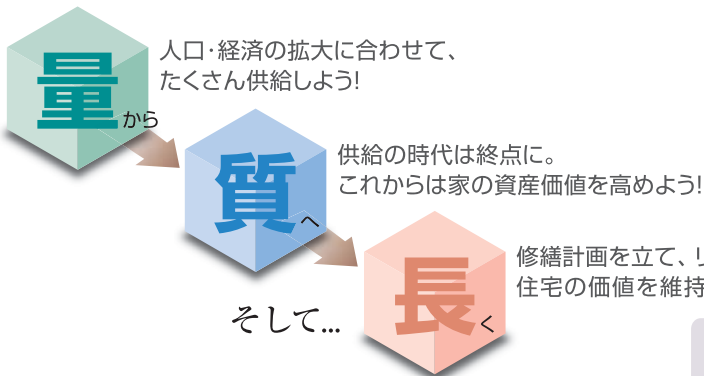 量から
人口・経済の拡大に合わせて、
たくさん供給しよう!
質へ
供給の時代は終点に。
これからは家の資産価値を高めよう!
そして...
長く
修繕計画を立て、リ
住宅の価値を維持